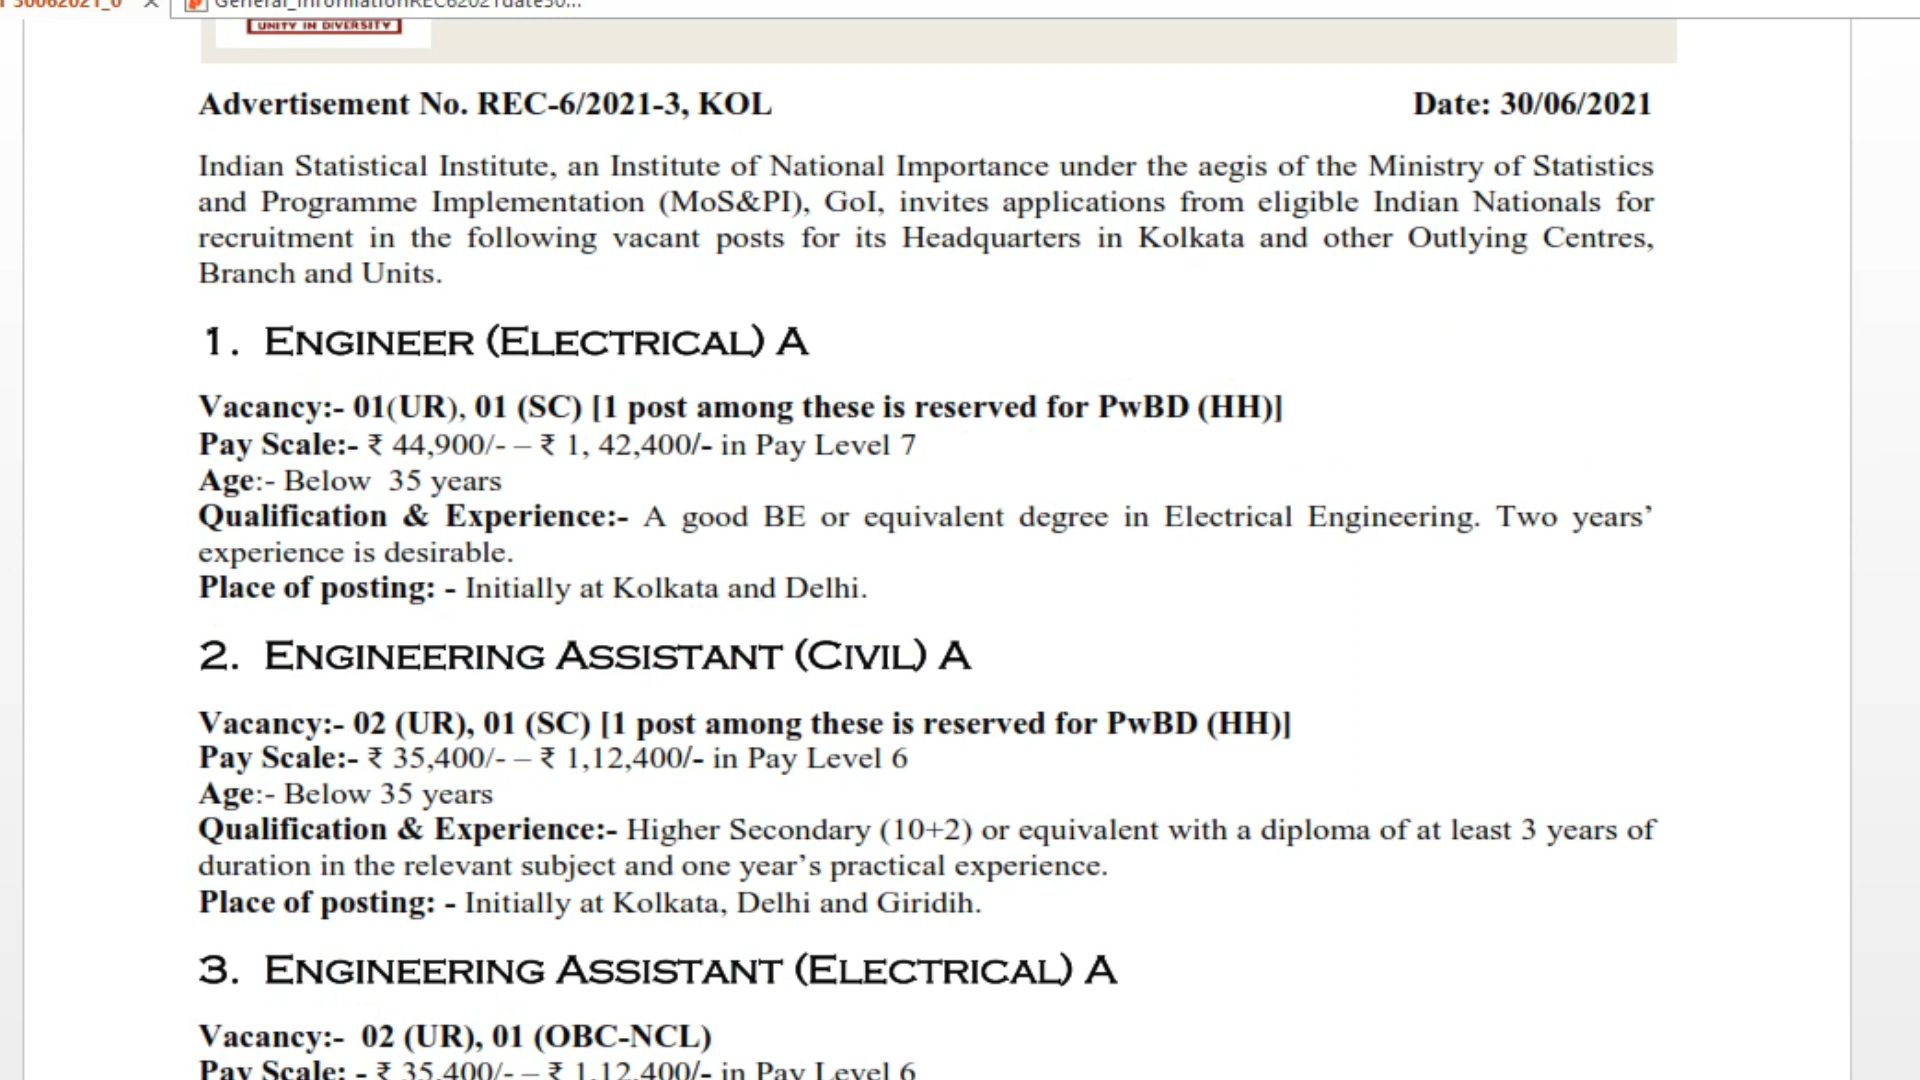 30062021_0
General_InformationREC62021date30...
UNITY IN DIVERSITY
Advertisement No. REC-6/2021-3, KOL Date: 30/06/2021
Indian Statistical Institute, an Institute of National Importance under the aegis of the Ministry of Statistics
and Programme Implementation (MoS&PI), GoI, invites applications from eligible Indian Nationals for
recruitment in the following vacant posts for its Headquarters in Kolkata and other Outlying Centres,
Branch and Units.
1. ENGINEER (ELECTRICAL) A
Vacancy:- 01(UR), 01 (SC) [1 post among these is reserved for PwBD (HH)]
Pay Scale:- ₹ 44,900/- – ₹ 1, 42,400/- in Pay Level 7
Age:- Below 35 years
Qualification & Experience:- A good BE or equivalent degree in Electrical Engineering. Two years’
experience is desirable.
Place of posting: - Initially at Kolkata and Delhi.
2. ENGINEERING ASSISTANT (CIVIL) A
Vacancy:- 02 (UR), 01 (SC) [1 post among these is reserved for PwBD (HH)]
Pay Scale:- ₹ 35,400/- – ₹ 1,12,400/- in Pay Level 6
Age:- Below 35 years
Qualification & Experience:- Higher Secondary (10+2) or equivalent with a diploma of at least 3 years of
duration in the relevant subject and one year’s practical experience.
Place of posting: - Initially at Kolkata, Delhi and Giridih.
3. ENGINEERING ASSISTANT (ELECTRICAL) A
Vacancy:- 02 (UR), 01 (OBC-NCL)
Pay Scale: - ₹ 35,400/- – ₹ 1,12,400/- in Pay Level 6